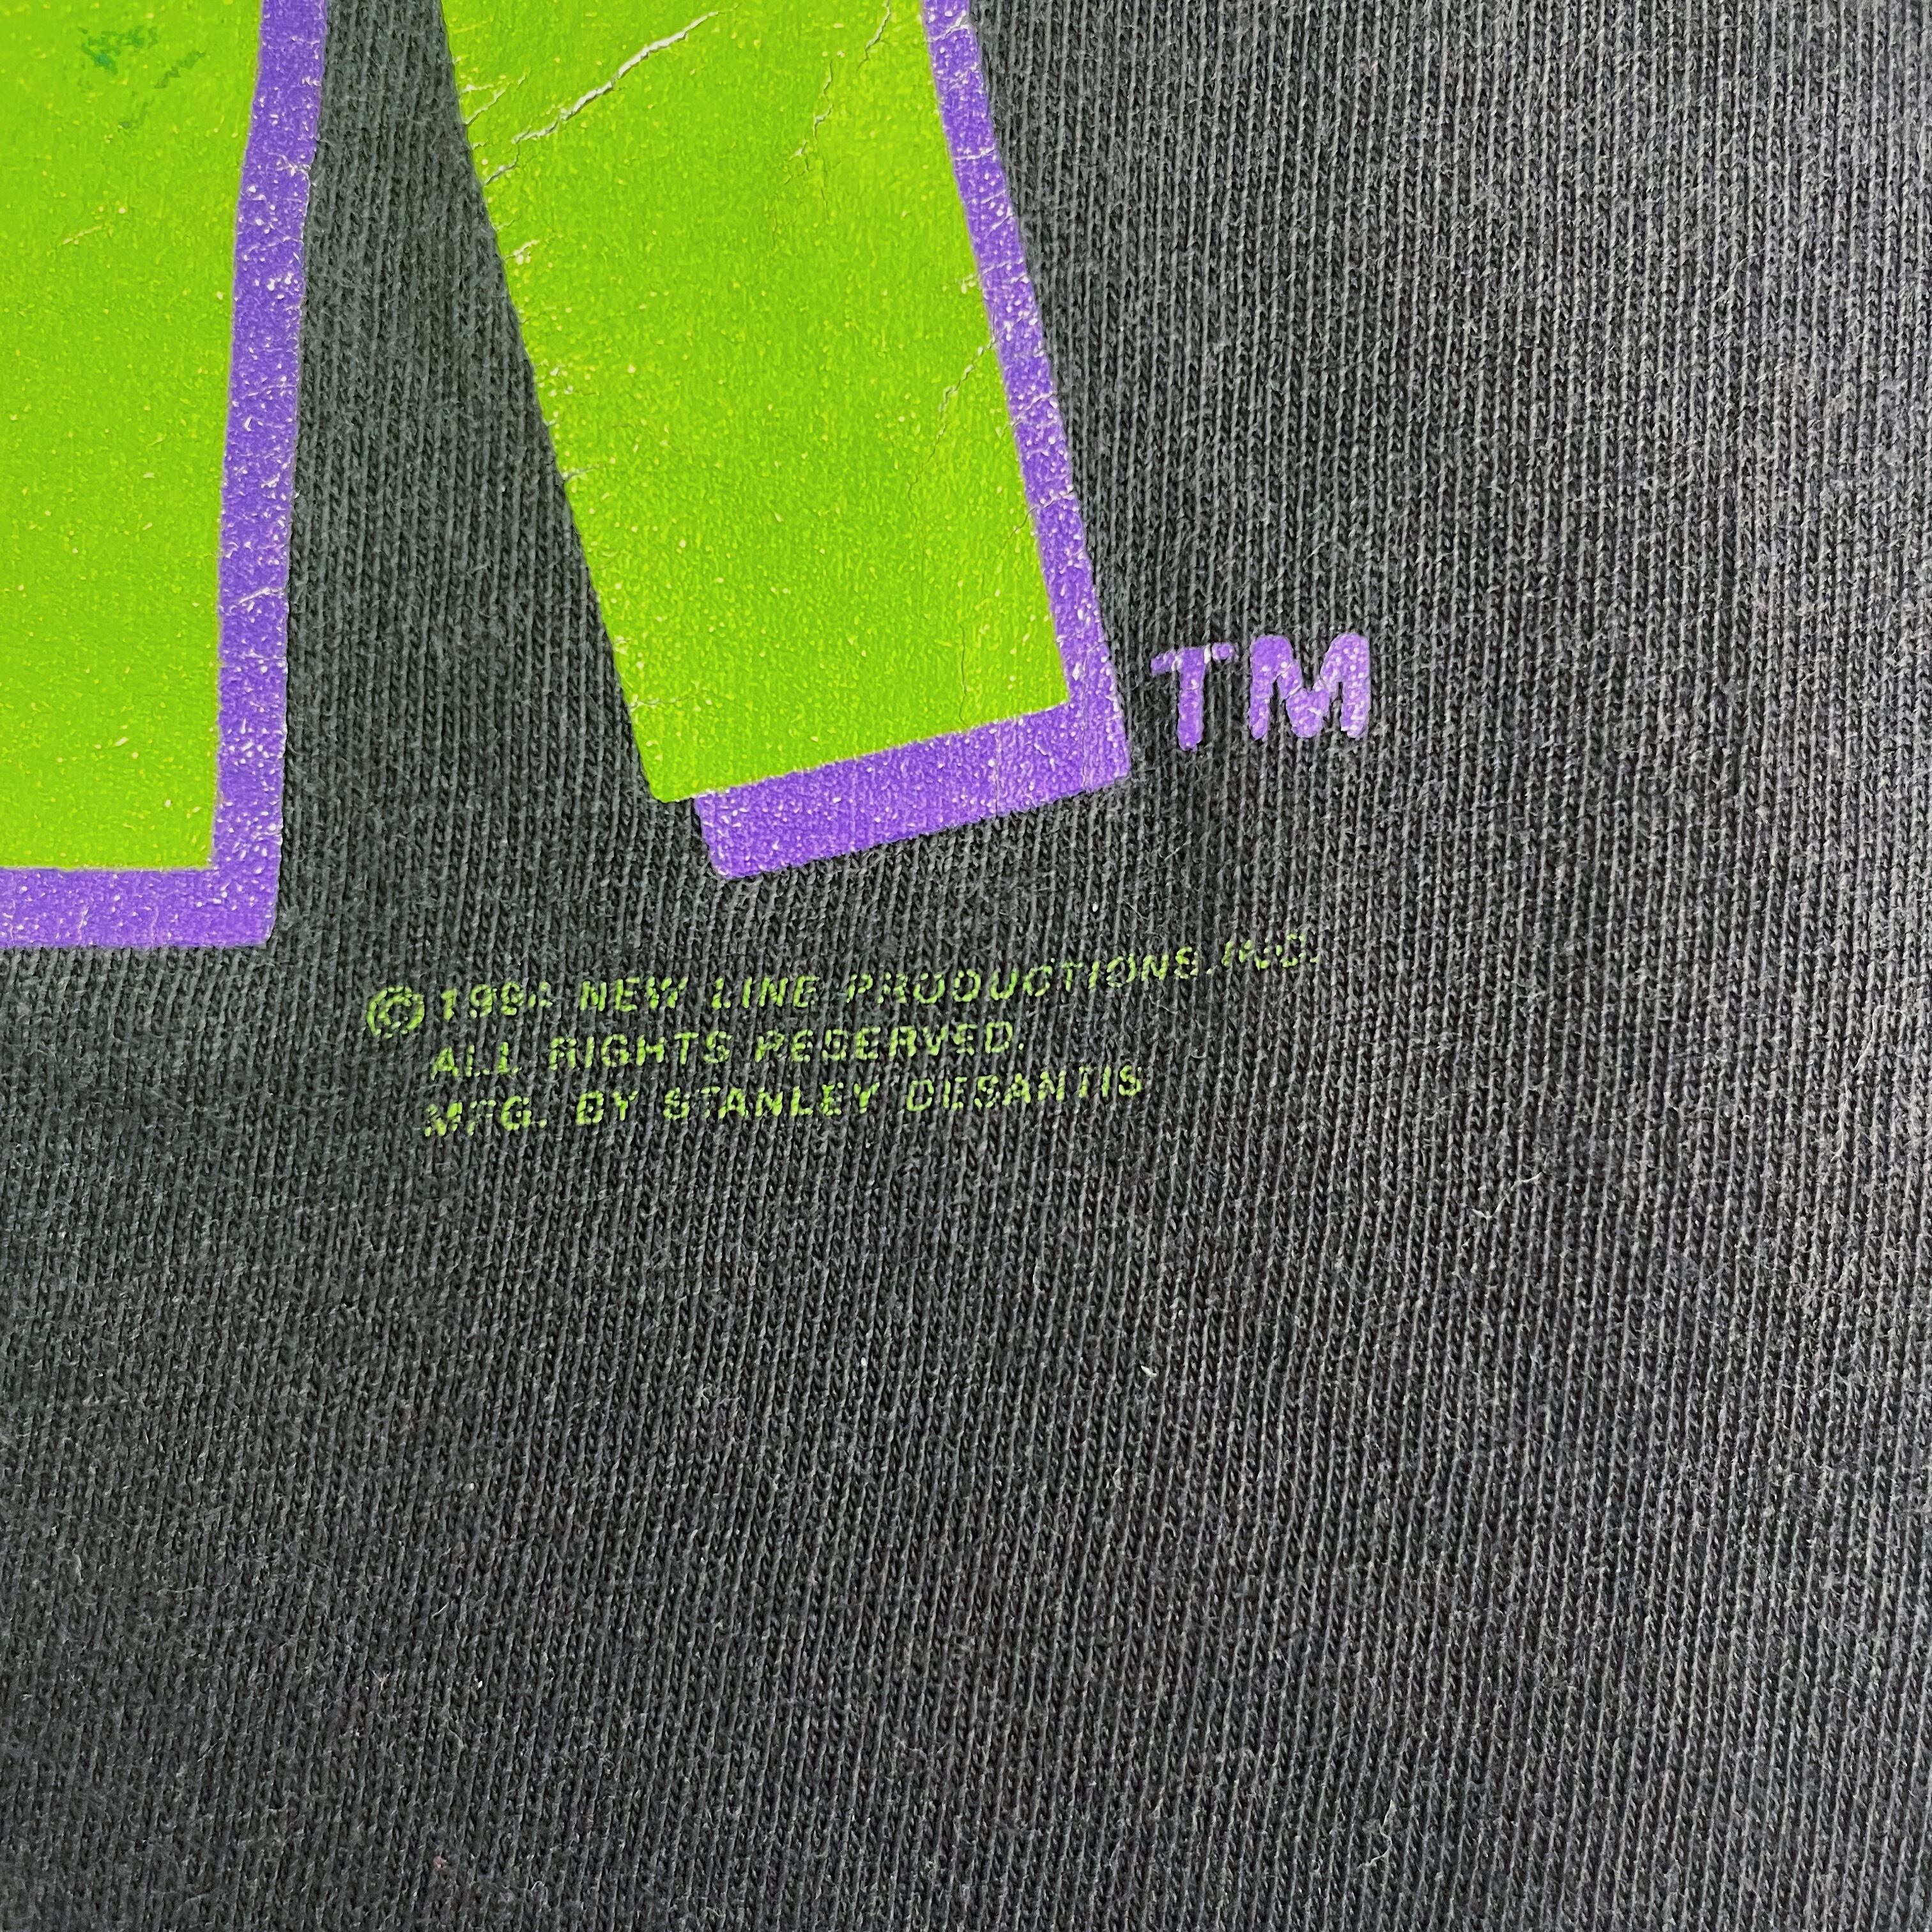 TM
©1994 NEW LINE PRODUCTIONS, INC.
ALL RIGHTS RESERVED.
MFG. BY STANLEY DESANTIS